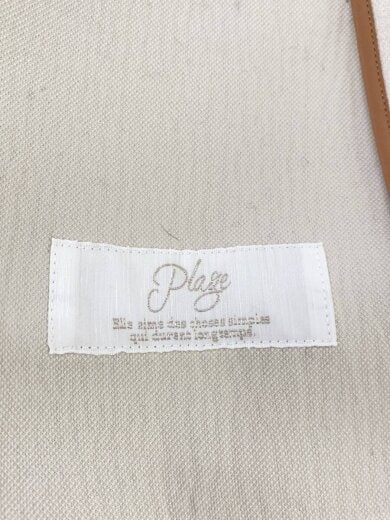 Plage
Elle aime des choses simples
qui durent longtemps.